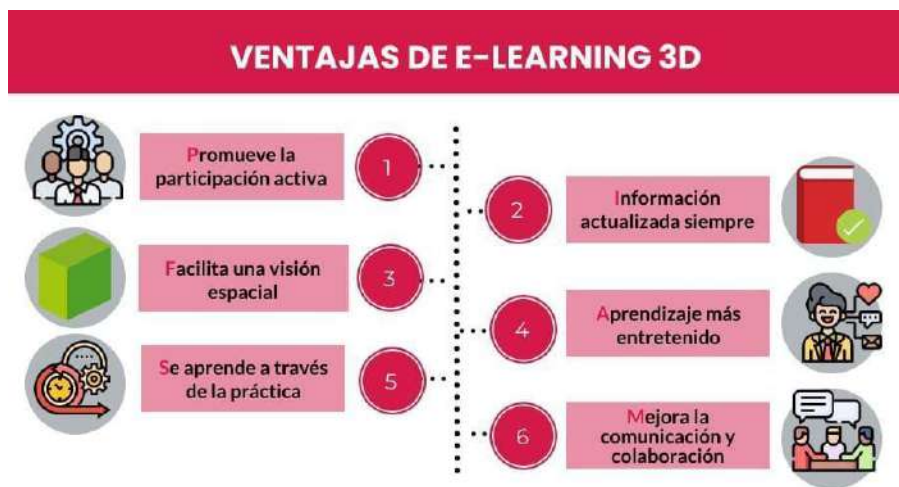 VENTAJAS DE E-LEARNING 3D
Promueve la
participación activa
1
2
Información
actualizada siempre
Facilita una visión
espacial
3
4
Aprendizaje más
entretenido
Se aprende a través
de la práctica
5
6
Mejora la
comunicación y
colaboración